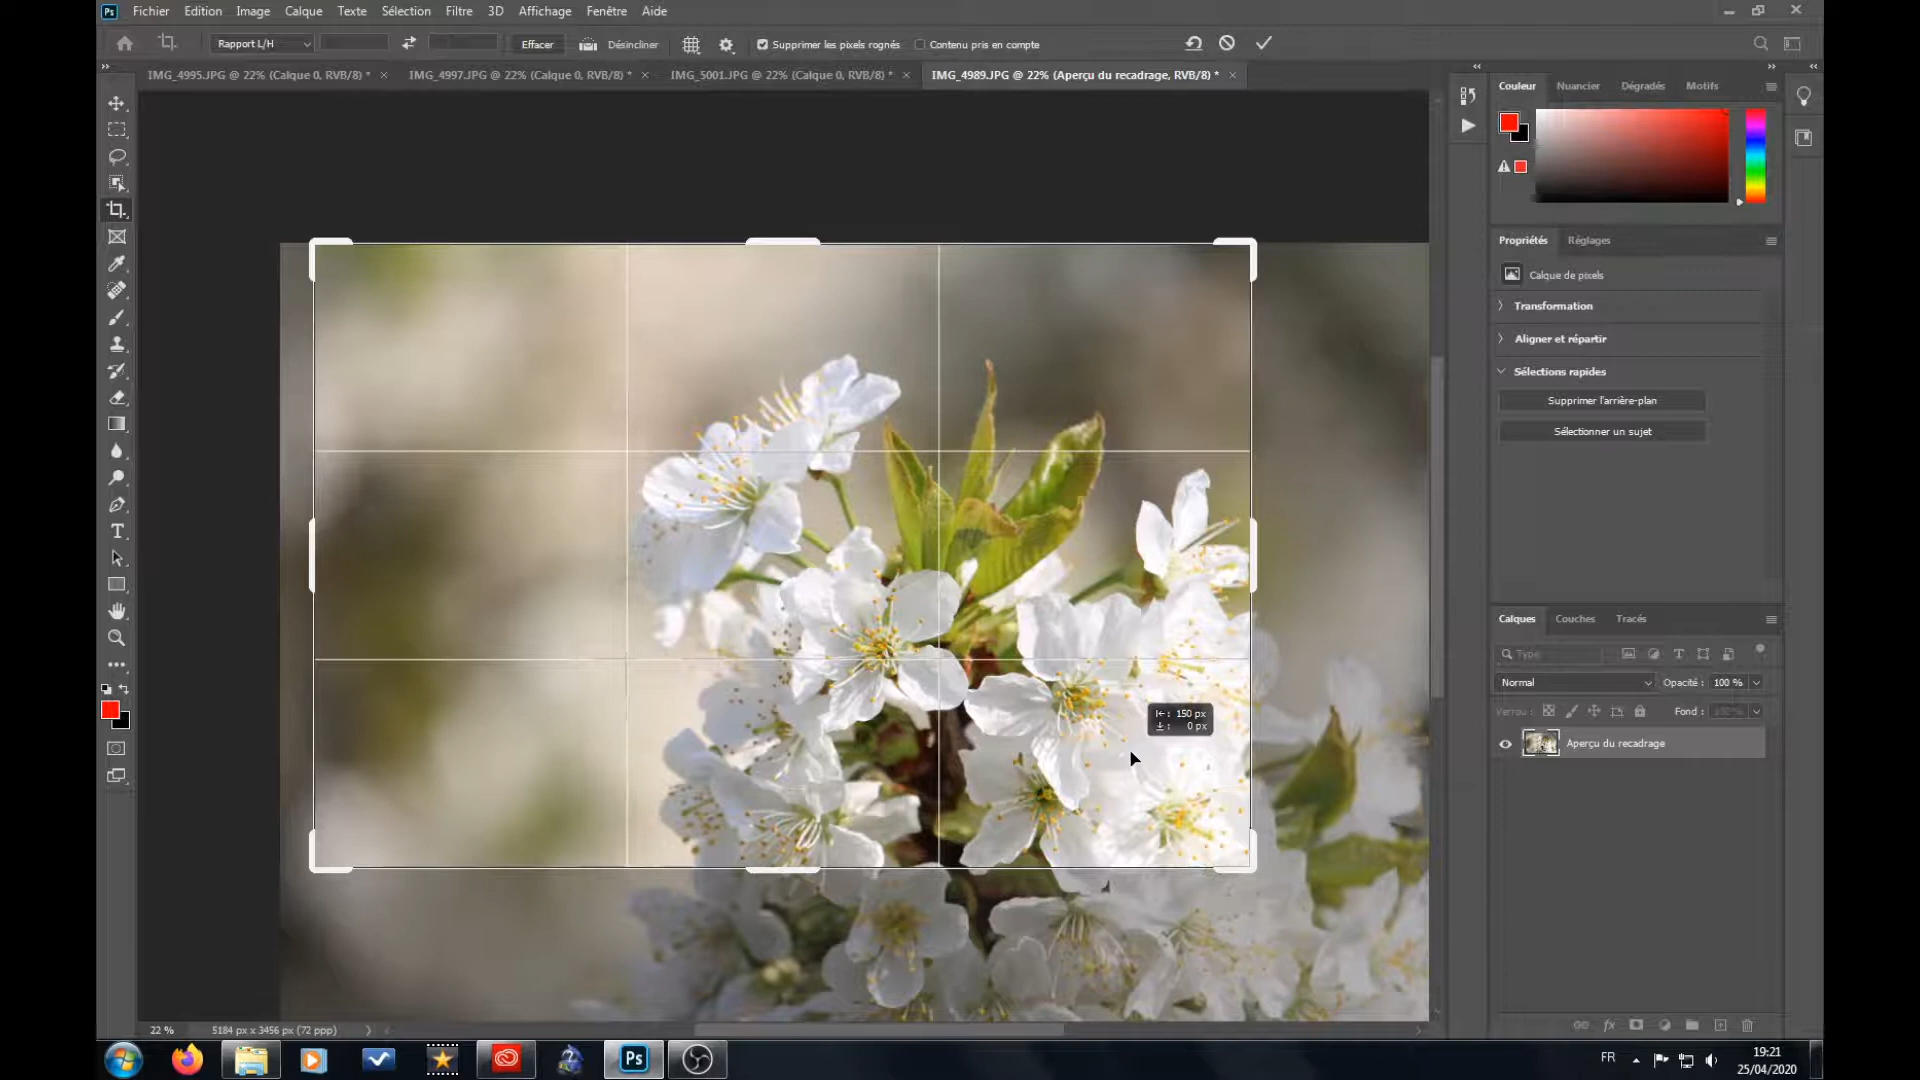 Ps Fichier Edition Image Calque Texte Sélection Filtre 3D Affichage Fenêtre Aide
Rapport L/H Effacer Désincliner Supprimer les pixels rognés Contenu pris en compte
IMG_4995.JPG @ 22% (Calque 0, RVB/8) * IMG_4997.JPG @ 22% (Calque 0, RVB/8) * IMG_5001.JPG @ 22% (Calque 0, RVB/8) * IMG_4989.JPG @ 22% (Aperçu du recadrage, RVB/8) *
Couleur Nuancier Dégradés Motifs
Propriétés Réglages
Calque de pixels
Transformation
Aligner et répartir
Sélections rapides
Supprimer l'arrière-plan
Sélectionner un sujet
Calques Couches Tracés
Type
Normal Opacité : 100 %
Verrou : Fond : 100%
Aperçu du recadrage
150 px
0 px
22 % 5184 px x 3456 px (72 ppp)
Ps
FR
19:21
25/04/2020